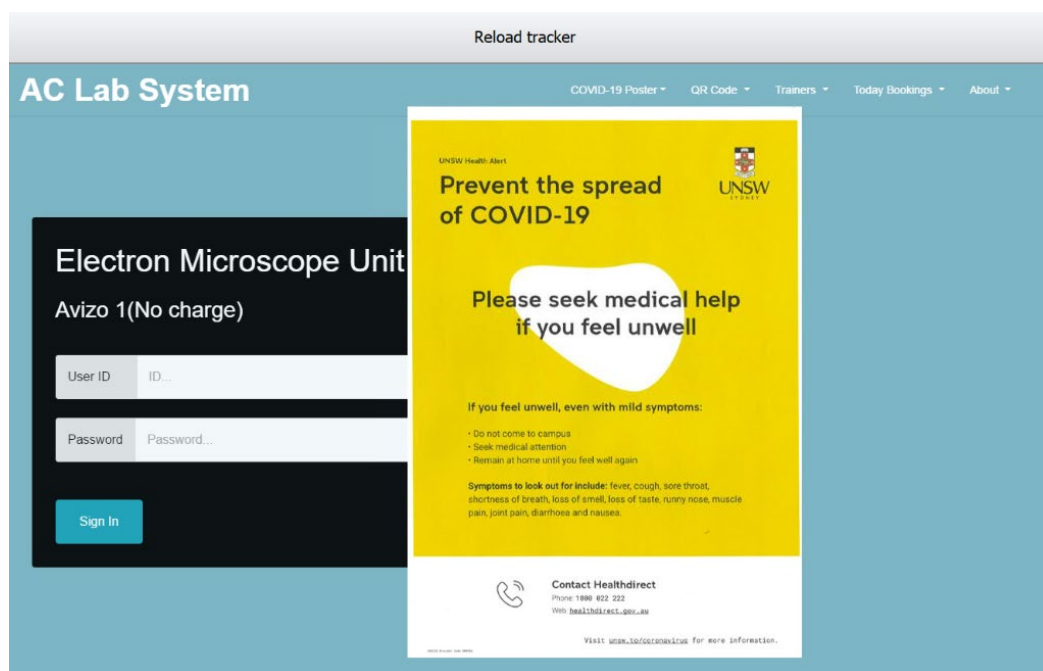 Reload tracker
AC Lab System
COVID-19 Poster
QR Code
Trainers
Today Bookings
About
Electron Microscope Unit
Avizo 1(No charge)
User ID
ID...
Password
Password...
Sign In
UNSW Health Alert
Prevent the spread
of COVID-19
UNSW
SYDNEY
Please seek medical help
if you feel unwell
If you feel unwell, even with mild symptoms:
• Do not come to campus
• Seek medical attention
• Remain at home until you feel well again
Symptoms to look out for include: fever, cough, sore throat,
shortness of breath, loss of smell, loss of taste, runny nose, muscle
pain, joint pain, diarrhoea and nausea.
Contact Healthdirect
Phone 1800 022 222
Web healthdirect.gov.au
Visit unsw.to/coronavirus for more information.